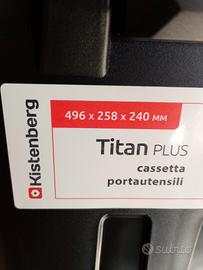 Kistenberg
496 x 258 x 240 MM
Titan PLUS
cassetta
portautensili
subito